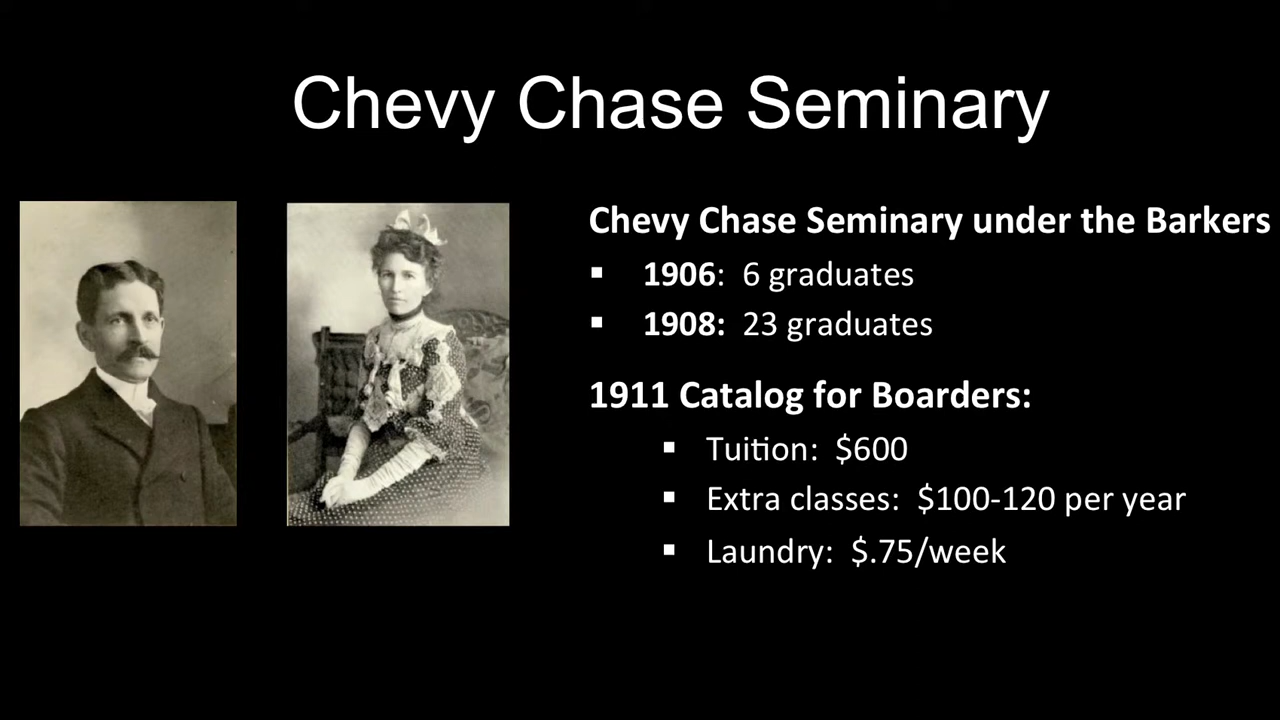 Chevy Chase Seminary
Chevy Chase Seminary under the Barkers
▪ 1906: 6 graduates
▪ 1908: 23 graduates
1911 Catalog for Boarders:
▪ Tuition: $600
▪ Extra classes: $100-120 per year
▪ Laundry: $.75/week